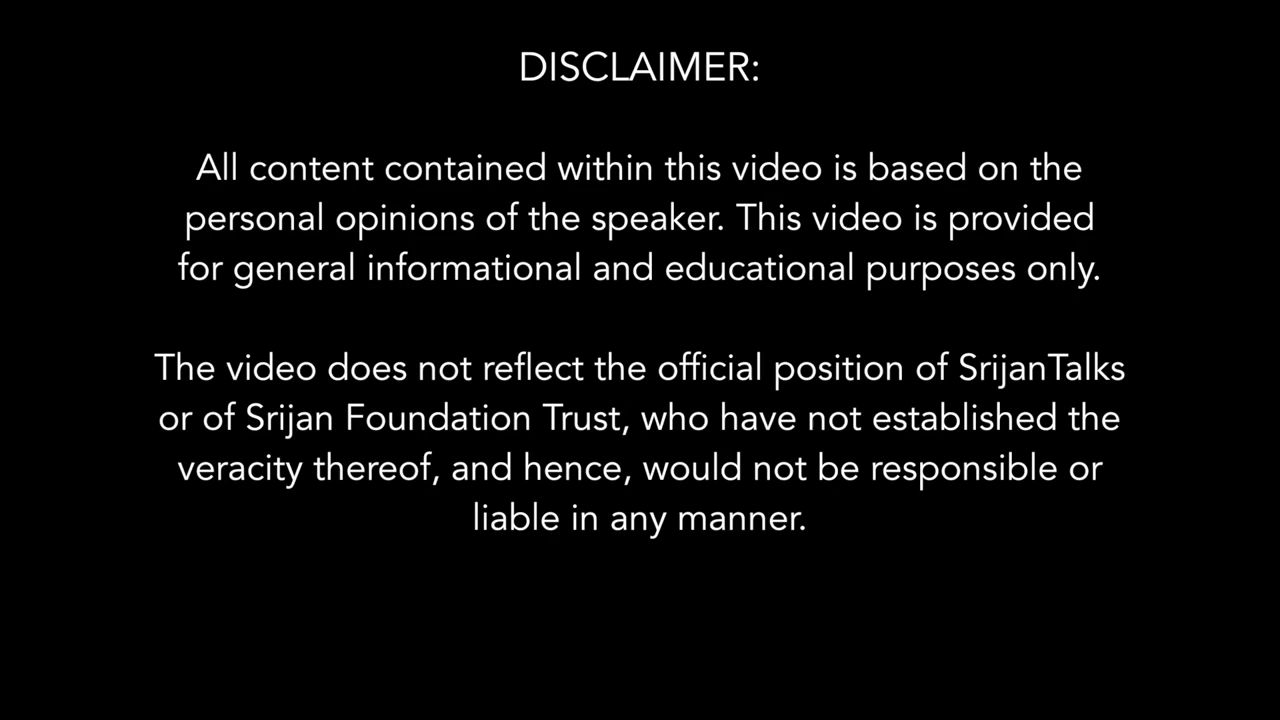 DISCLAIMER:
All content contained within this video is based on the
personal opinions of the speaker. This video is provided
for general informational and educational purposes only.
The video does not reflect the official position of SrijanTalks
or of Srijan Foundation Trust, who have not established the
veracity thereof, and hence, would not be responsible or
liable in any manner.